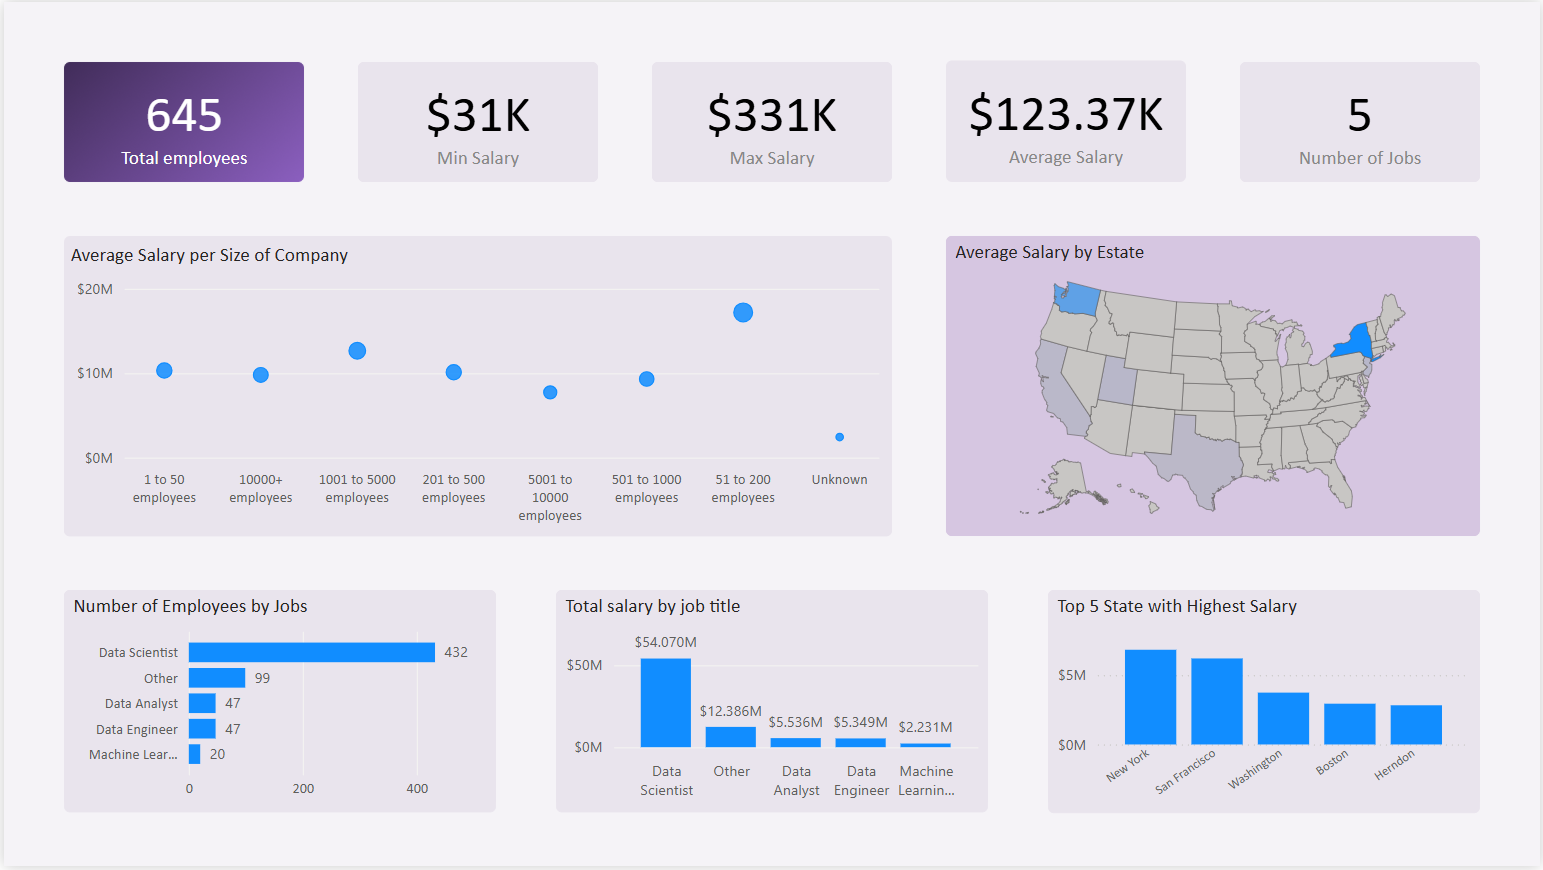 645
Total employees
$31K
Min Salary
$331K
Max Salary
$123.37K
Average Salary
5
Number of Jobs
Average Salary per Size of Company
$20M
$10M
$0M
1 to 50
employees
10000+
employees
1001 to 5000
employees
201 to 500
employees
5001 to
10000
employees
501 to 1000
employees
51 to 200
employees
Unknown
Average Salary by Estate
Number of Employees by Jobs
Data Scientist
432
Other
99
Data Analyst
47
Data Engineer
47
Machine Lear...
20
0
200
400
Total salary by job title
$50M
$0M
$54.070M
$12.386M
$5.536M
$5.349M
$2.231M
Data
Scientist
Other
Data
Analyst
Data
Engineer
Machine
Learnin...
Top 5 State with Highest Salary
$5M
$0M
New York
San Francisco
Washington
Boston
Herndon